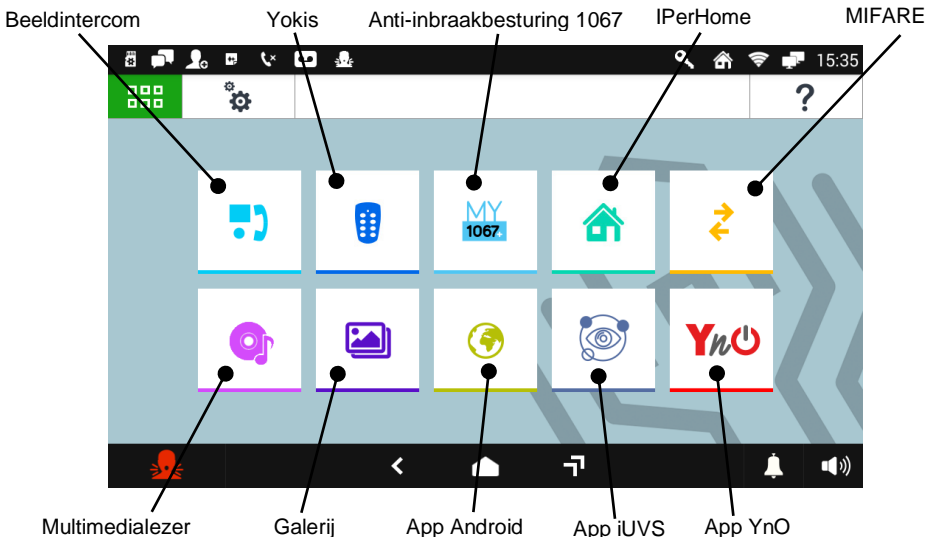 Beeldintercom Yokis Anti-inbraakbesturing 1067 IPerHome MIFARE
15:35
?
MY
1067+
YnO
Multimedialezer Galerij App Android App iUVS App YnO